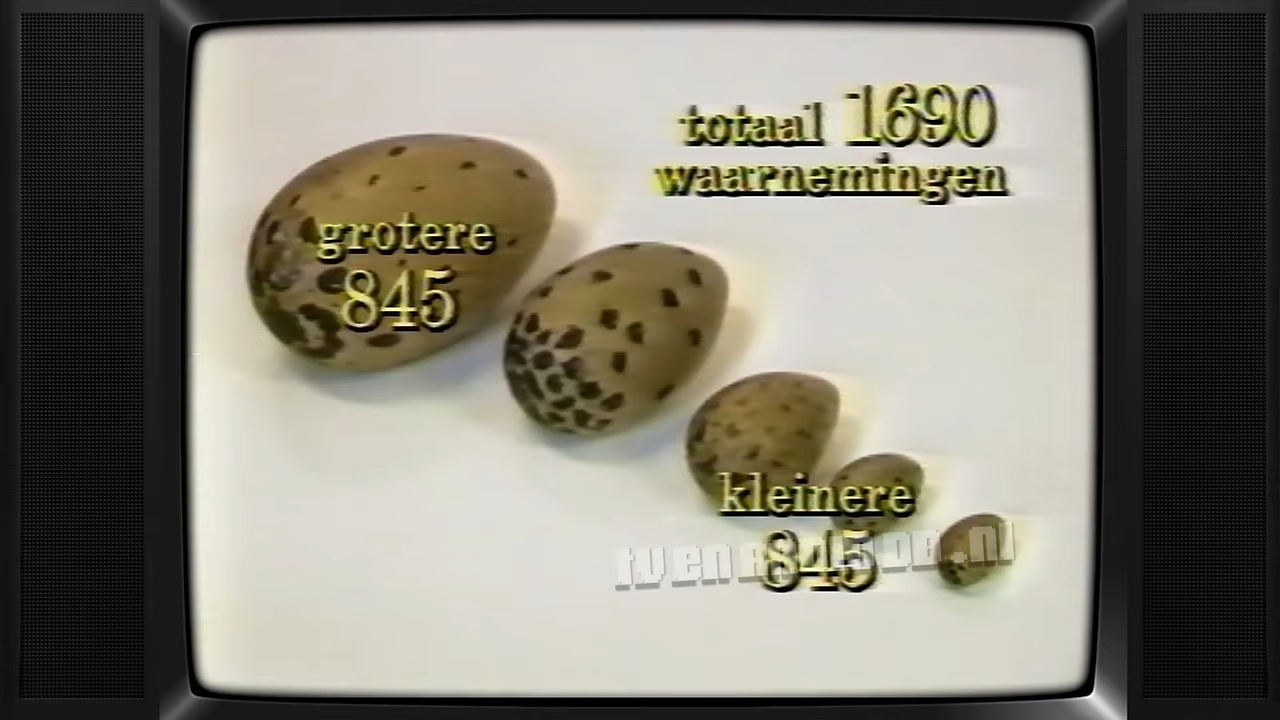 totaal 1690
waarnemingen
grotere
845
kleinere
845